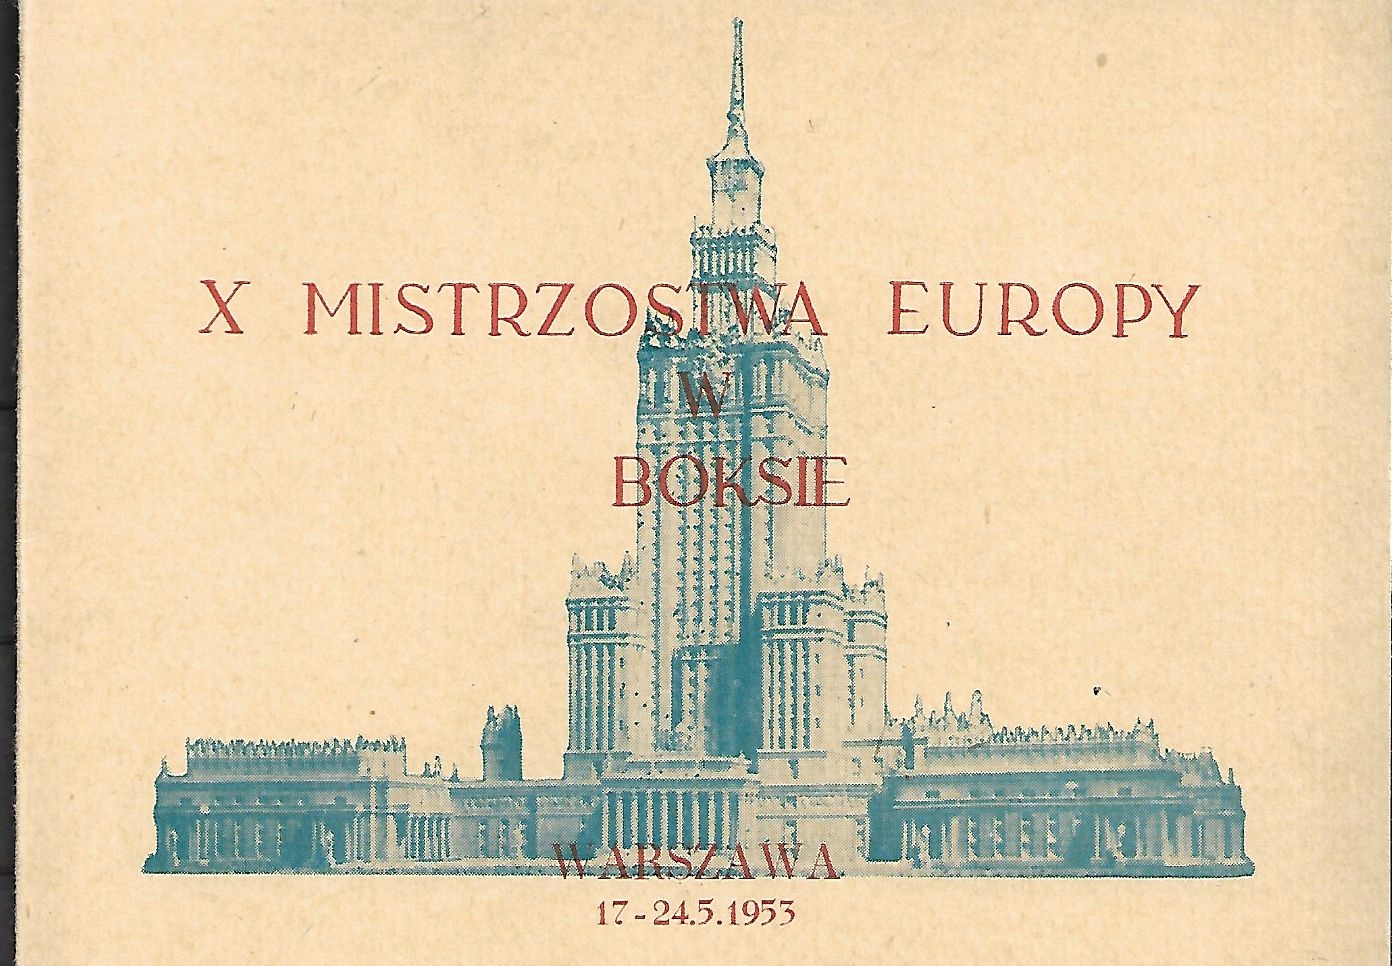 X MISTRZOSTWA EUROPY
W
BOKSIE
WARSZAWA
17-24.5.1953